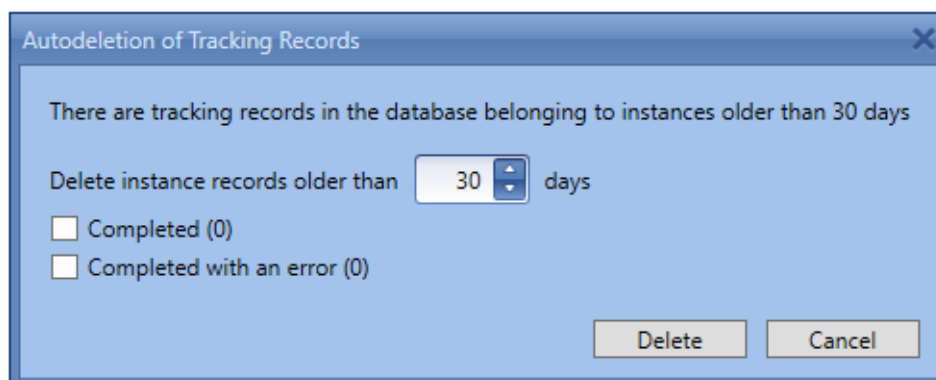 Autodeletion of Tracking Records
There are tracking records in the database belonging to instances older than 30 days
Delete instance records older than 30 days
Completed (0)
Completed with an error (0)
Delete Cancel